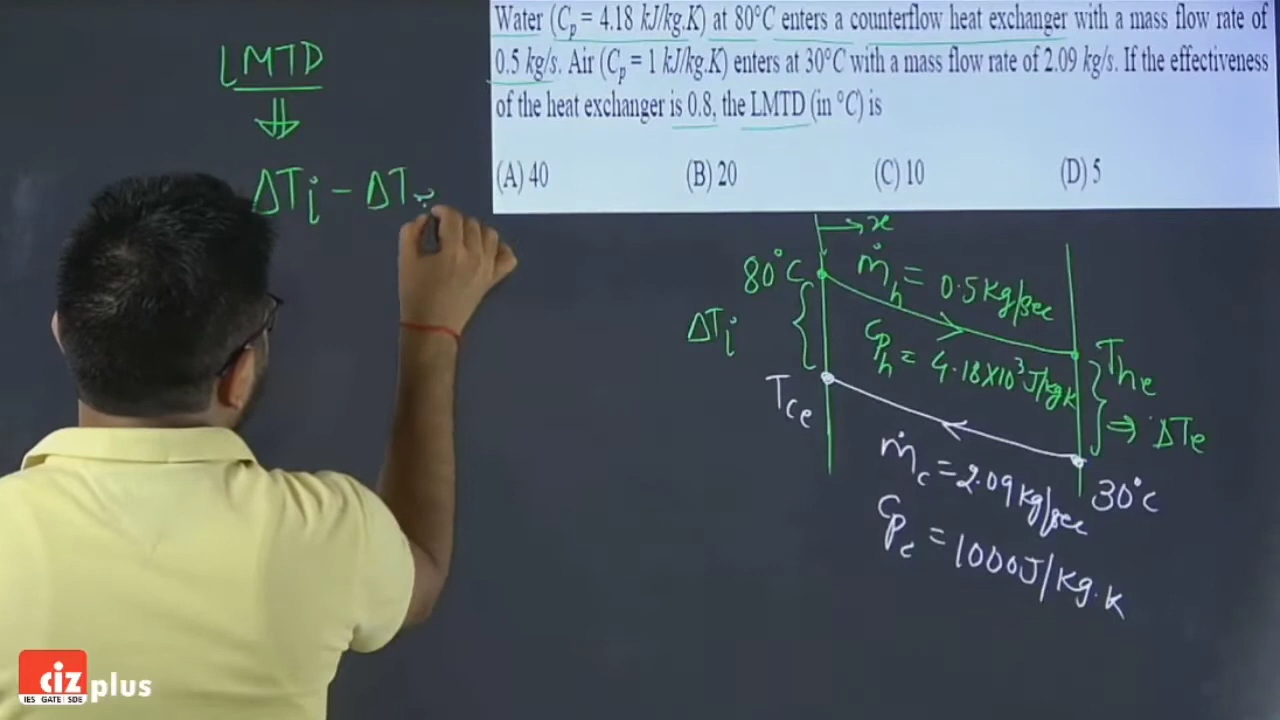 LMTD
ΔTi - ΔT
Water (Cp = 4.18 kJ/kg.K) at 80°C enters a counterflow heat exchanger with a mass flow rate of
0.5 kg/s. Air (Cp = 1 kJ/kg.K) enters at 30°C with a mass flow rate of 2.09 kg/s. If the effectiveness
of the heat exchanger is 0.8, the LMTD (in °C) is
(A) 40 (B) 20 (C) 10 (D) 5
x
80°C
ṁh = 0.5 kg/sec
ΔTi
Cph = 4.18×10³ J/kg K
The
⇒ ΔTe
Tce
ṁc = 2.09 kg/sec
30°C
Cpc = 1000 J/kg.K
ciz plus
IES GATE SDE